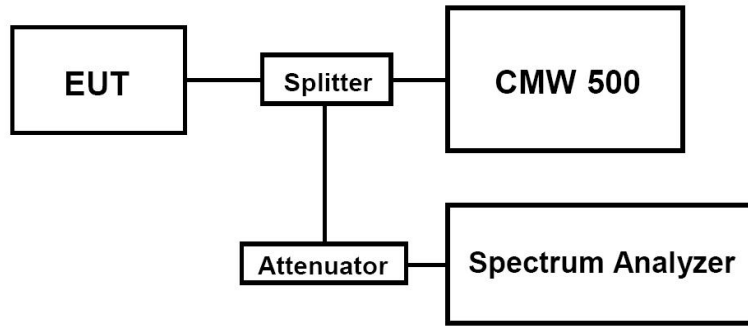 EUT
Splitter
CMW 500
Attenuator
Spectrum Analyzer